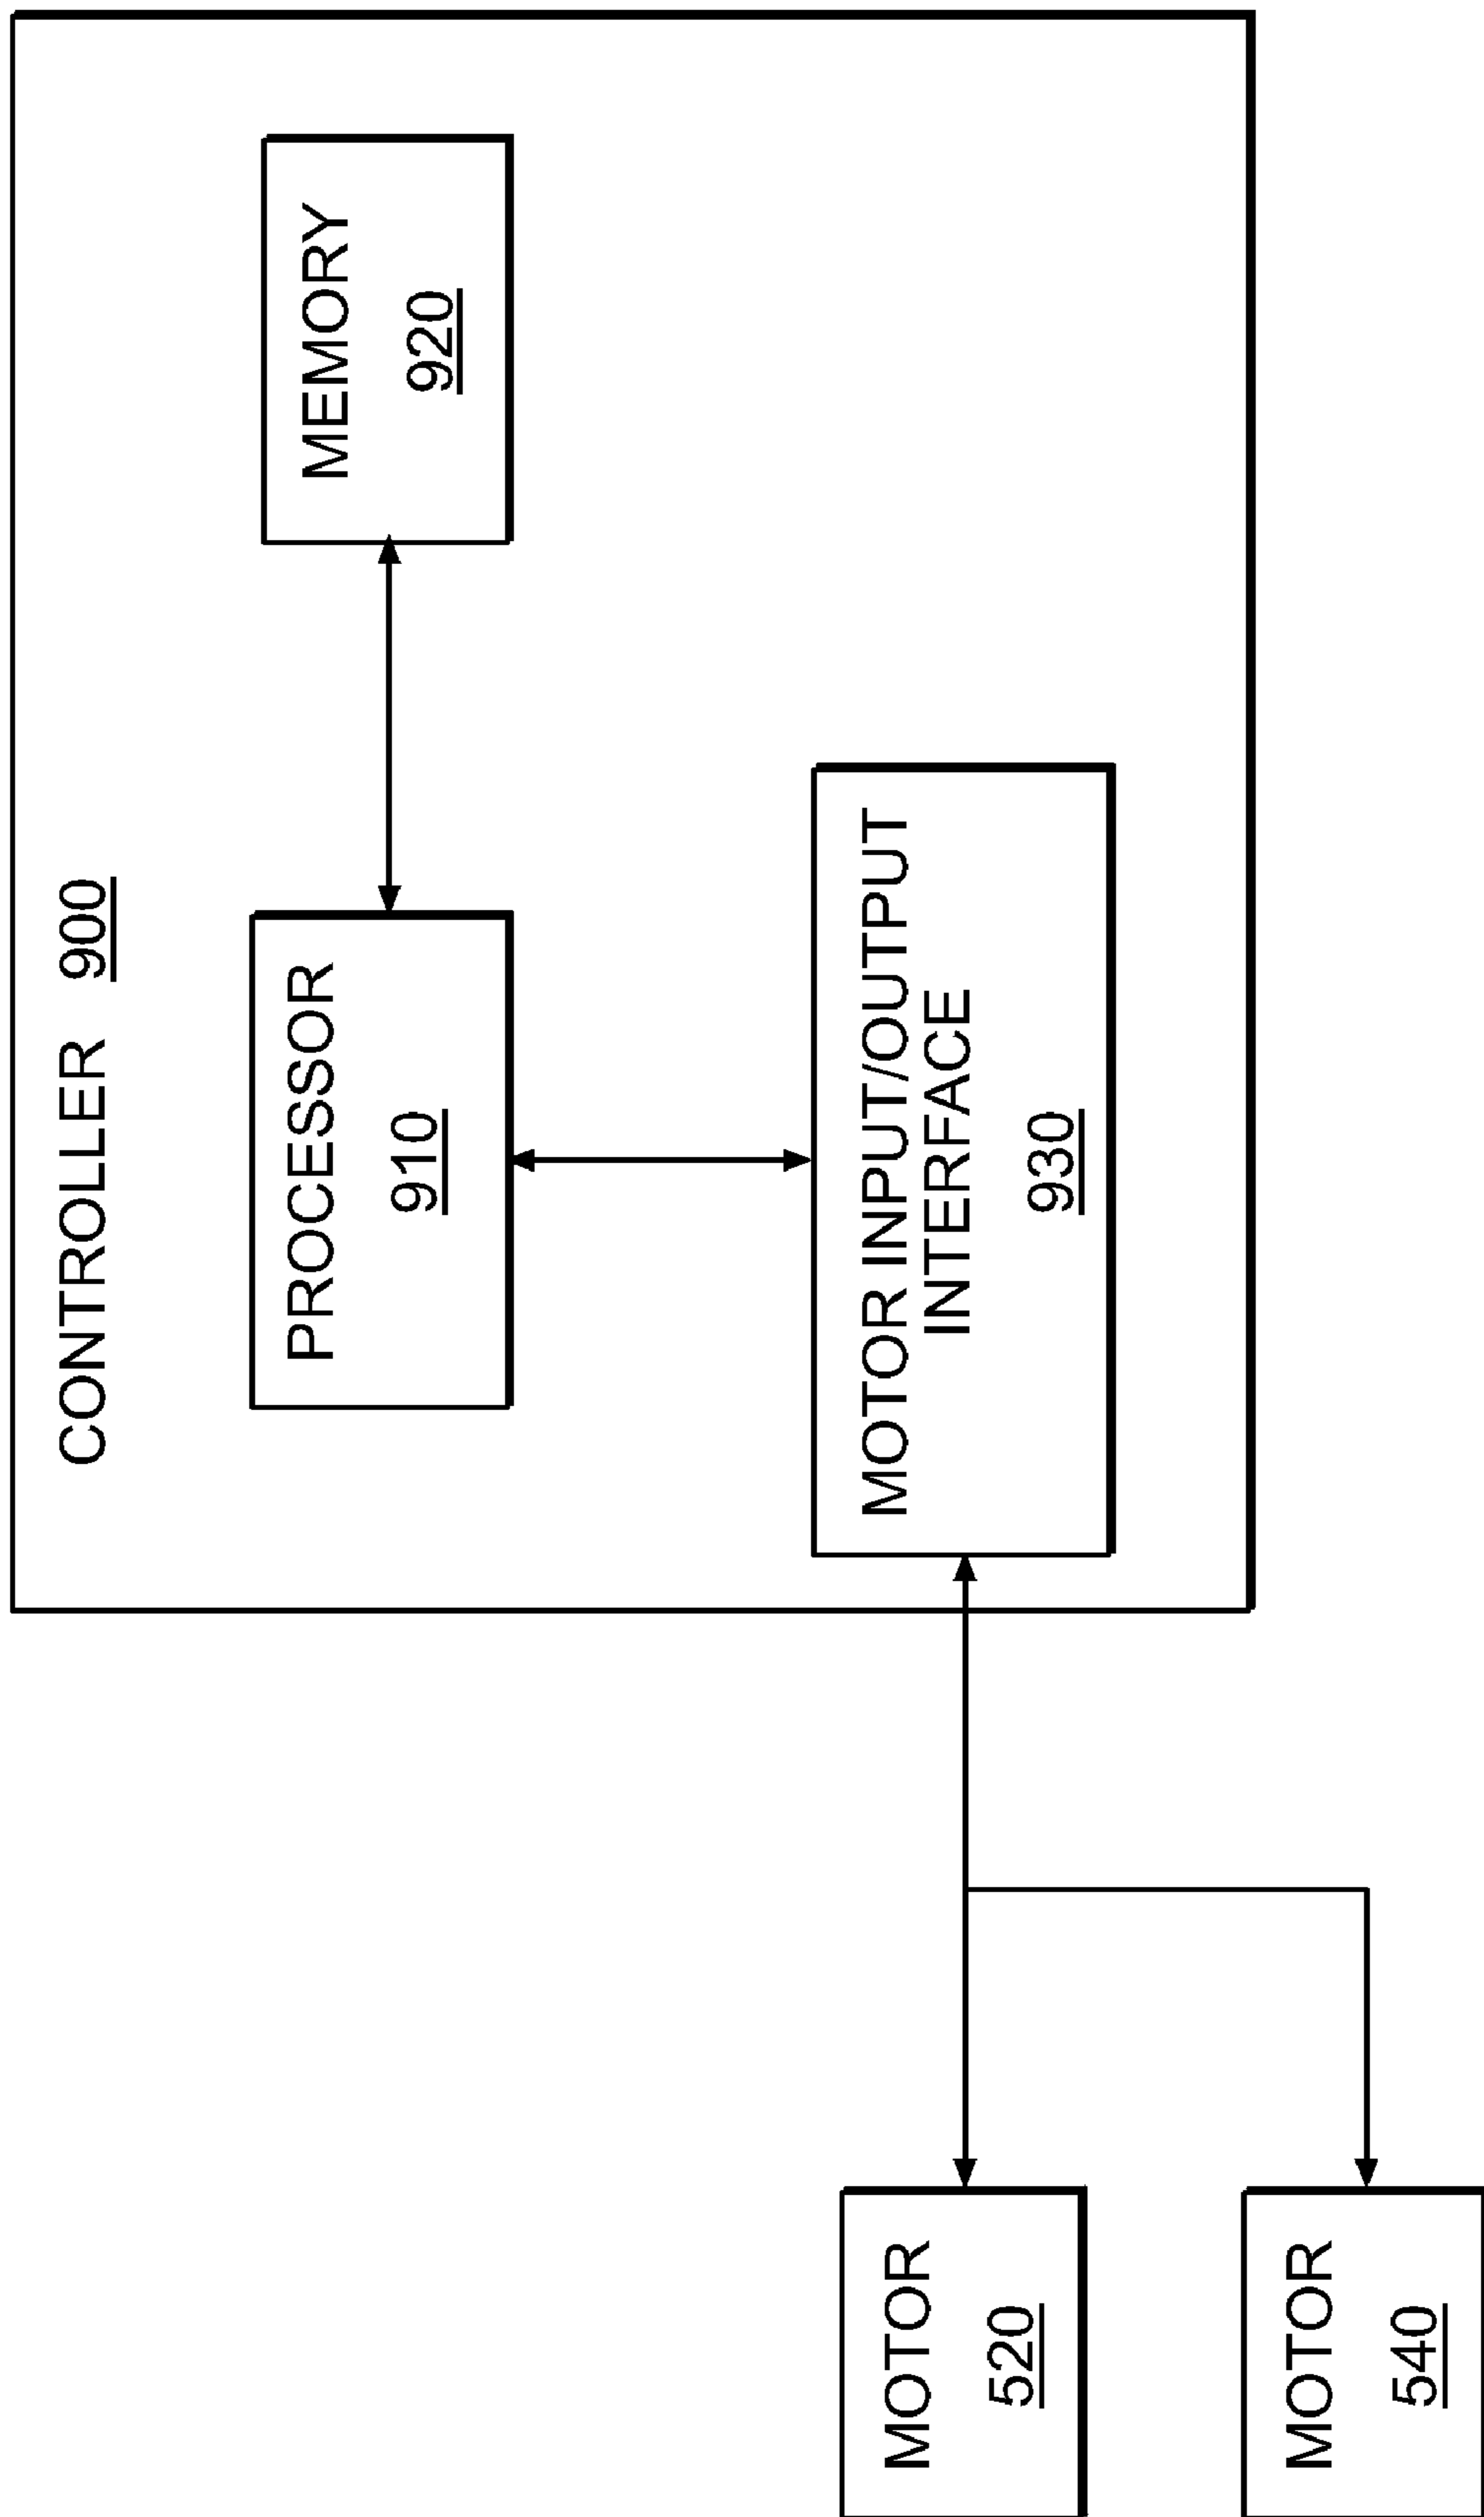 CONTROLLER 900
PROCESSOR
910
MEMORY
920
MOTOR INPUT/OUTPUT
INTERFACE
930
MOTOR
520
MOTOR
540